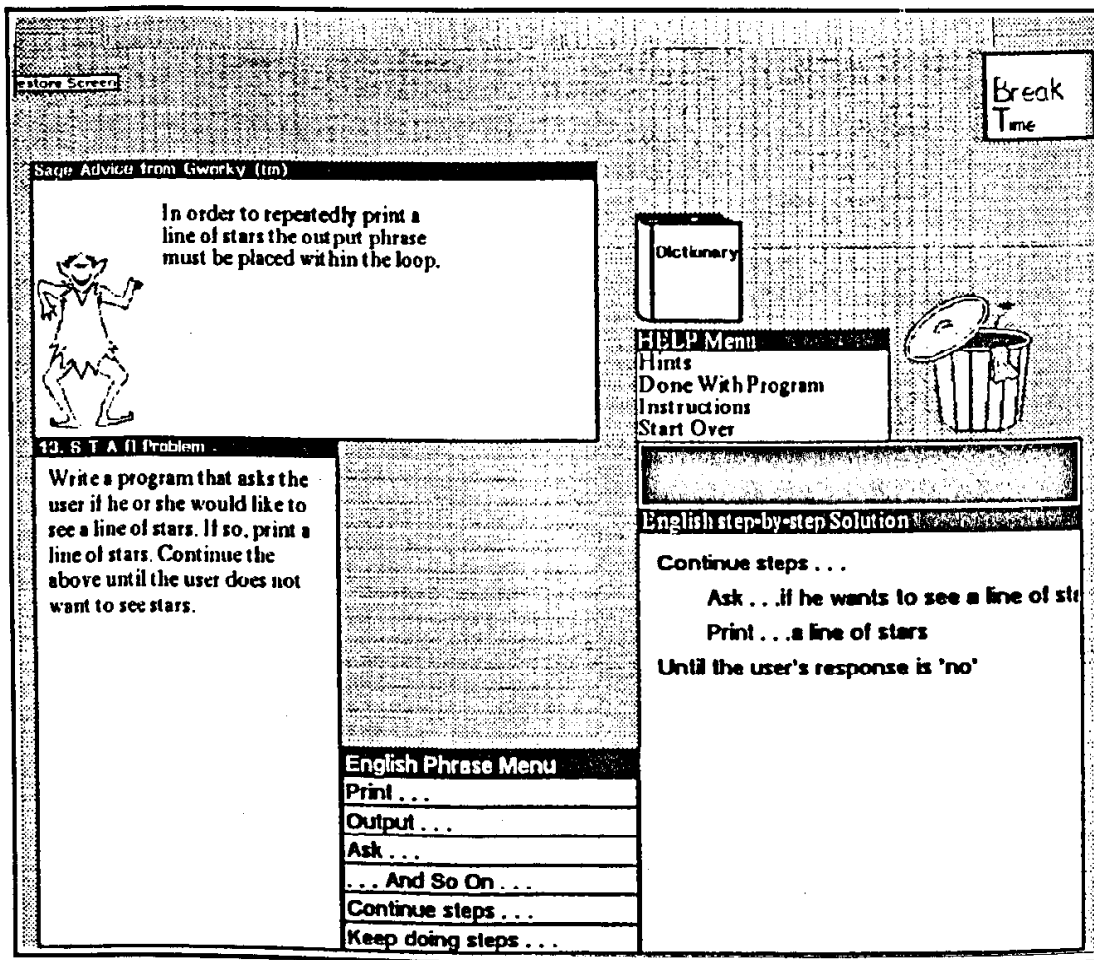 estore Screen
Break
Time
Sage Advice from Gworky (tm)
In order to repeatedly print a
line of stars the output phrase
must be placed within the loop.
Dictionary
HELP Menu
Hints
Done With Program
Instructions
Start Over
13. S T A R Problem
Write a program that asks the
user if he or she would like to
see a line of stars. If so, print a
line of stars. Continue the
above until the user does not
want to see stars.
English step-by-step Solution
Continue steps . . .
Ask . . .if he wants to see a line of sta
Print . . .a line of stars
Until the user's response is 'no'
English Phrase Menu
Print . . .
Output . . .
Ask . . .
. . . And So On . . .
Continue steps . . .
Keep doing steps . . .